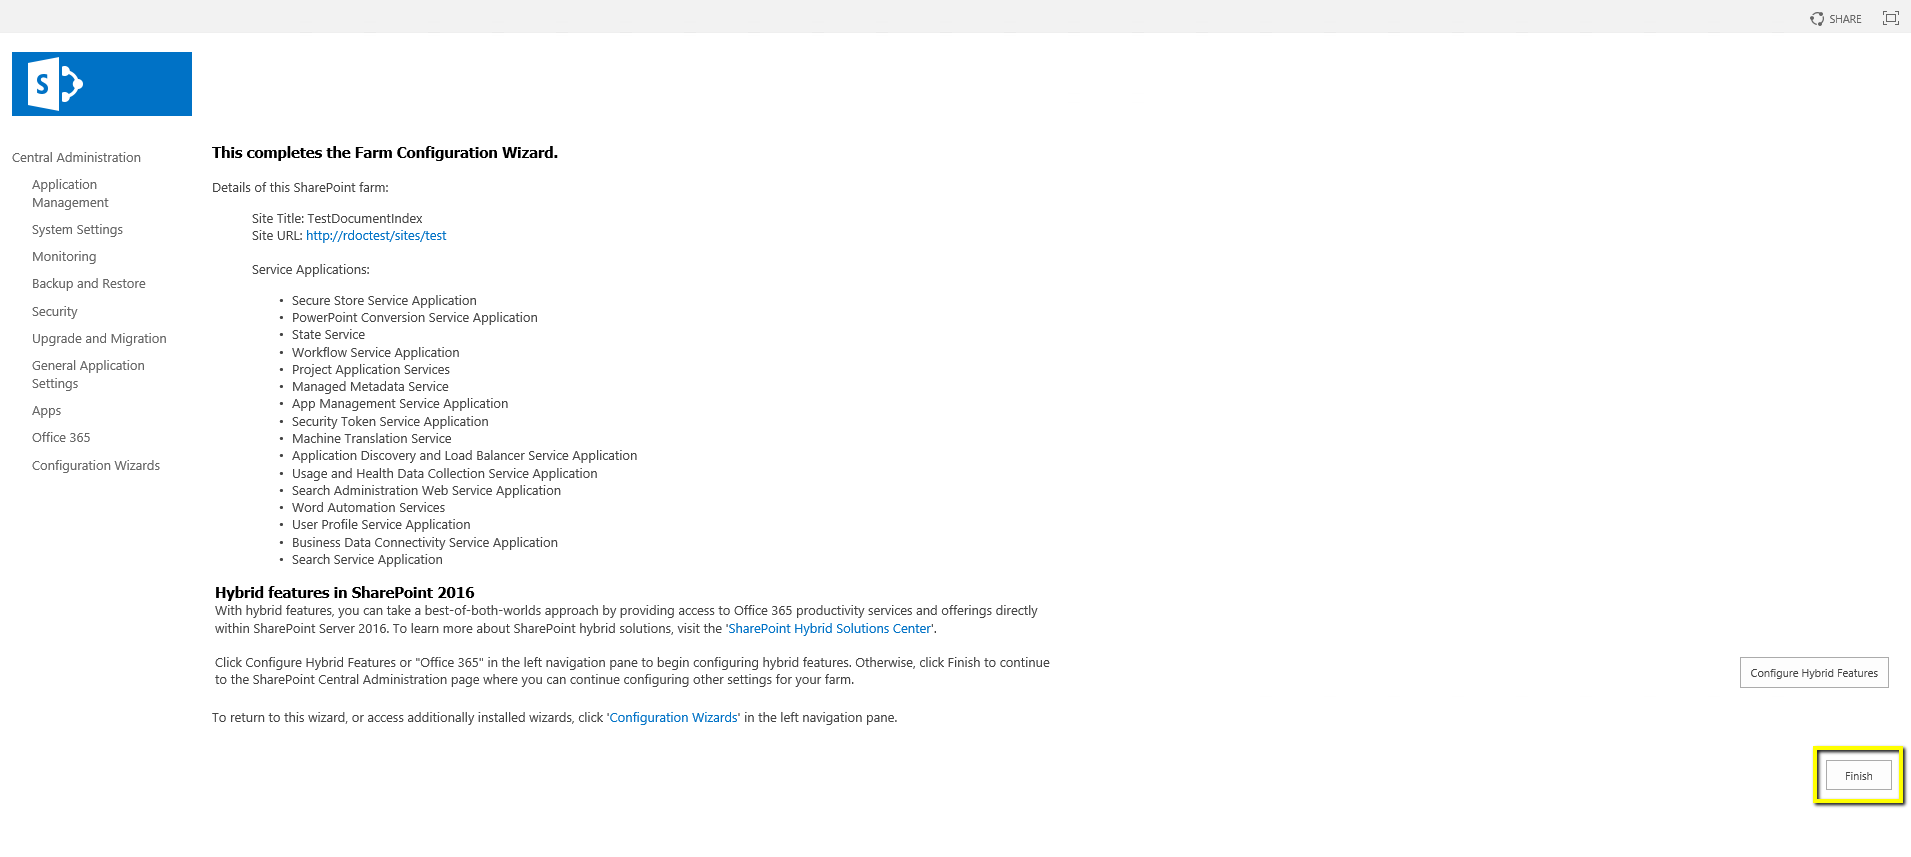 SHARE
S
Central Administration
Application
Management
System Settings
Monitoring
Backup and Restore
Security
Upgrade and Migration
General Application
Settings
Apps
Office 365
Configuration Wizards
This completes the Farm Configuration Wizard.
Details of this SharePoint farm:
Site Title: TestDocumentIndex
Site URL: http://rdoctest/sites/test
Service Applications:
• Secure Store Service Application
• PowerPoint Conversion Service Application
• State Service
• Workflow Service Application
• Project Application Services
• Managed Metadata Service
• App Management Service Application
• Security Token Service Application
• Machine Translation Service
• Application Discovery and Load Balancer Service Application
• Usage and Health Data Collection Service Application
• Search Administration Web Service Application
• Word Automation Services
• User Profile Service Application
• Business Data Connectivity Service Application
• Search Service Application
Hybrid features in SharePoint 2016
With hybrid features, you can take a best-of-both-worlds approach by providing access to Office 365 productivity services and offerings directly
within SharePoint Server 2016. To learn more about SharePoint hybrid solutions, visit the 'SharePoint Hybrid Solutions Center'.
Click Configure Hybrid Features or "Office 365" in the left navigation pane to begin configuring hybrid features. Otherwise, click Finish to continue
to the SharePoint Central Administration page where you can continue configuring other settings for your farm.
Configure Hybrid Features
To return to this wizard, or access additionally installed wizards, click 'Configuration Wizards' in the left navigation pane.
Finish